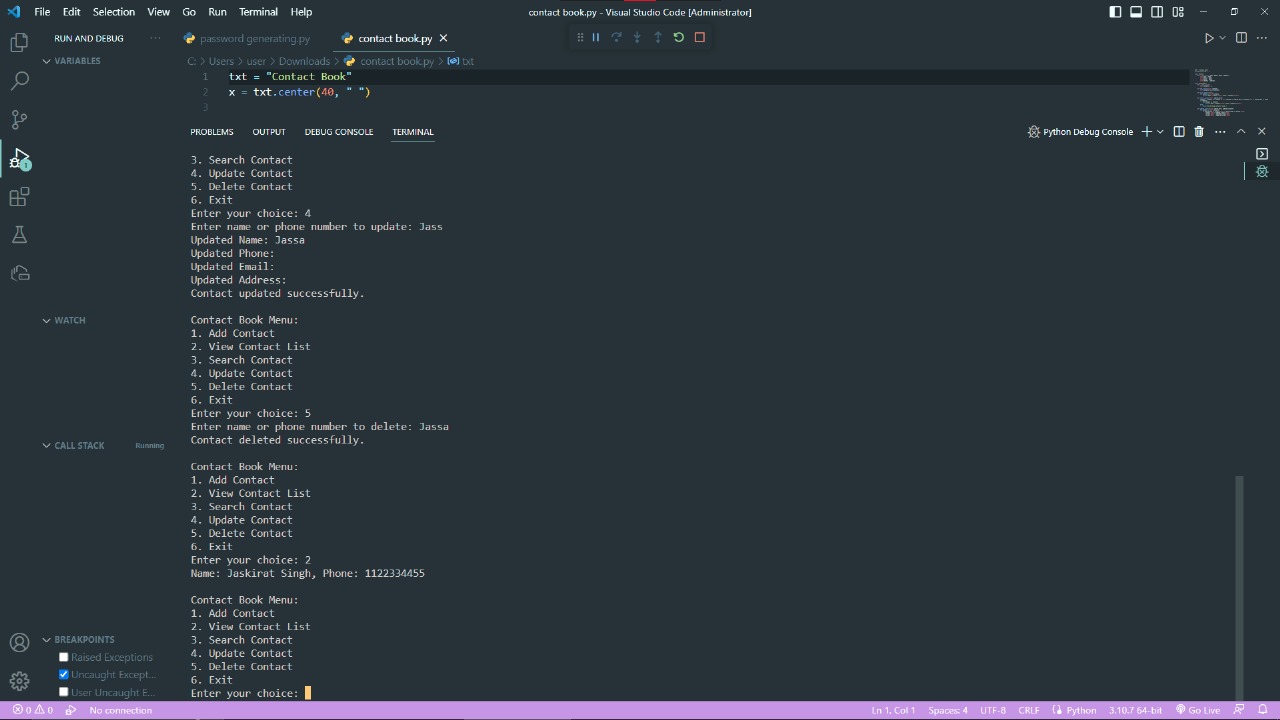 File Edit Selection View Go Run Terminal Help
contact book.py - Visual Studio Code [Administrator]
RUN AND DEBUG ...
password generating.py
contact book.py
VARIABLES
C: > Users > user > Downloads > contact book.py > txt
1 txt = "Contact Book"
2 x = txt.center(40, " ")
3
PROBLEMS OUTPUT DEBUG CONSOLE TERMINAL
Python Debug Console
3. Search Contact
4. Update Contact
5. Delete Contact
6. Exit
Enter your choice: 4
Enter name or phone number to update: Jass
Updated Name: Jassa
Updated Phone:
Updated Email:
Updated Address:
Contact updated successfully.
WATCH
Contact Book Menu:
1. Add Contact
2. View Contact List
3. Search Contact
4. Update Contact
5. Delete Contact
6. Exit
Enter your choice: 5
Enter name or phone number to delete: Jassa
Contact deleted successfully.
CALL STACK Running
Contact Book Menu:
1. Add Contact
2. View Contact List
3. Search Contact
4. Update Contact
5. Delete Contact
6. Exit
Enter your choice: 2
Name: Jaskirat Singh, Phone: 1122334455
Contact Book Menu:
1. Add Contact
2. View Contact List
3. Search Contact
4. Update Contact
5. Delete Contact
6. Exit
Enter your choice:
BREAKPOINTS
Raised Exceptions
Uncaught Except...
User Uncaught E...
1
0 0 No connection
Ln 1, Col 1 Spaces: 4 UTF-8 CRLF Python 3.10.7 64-bit Go Live